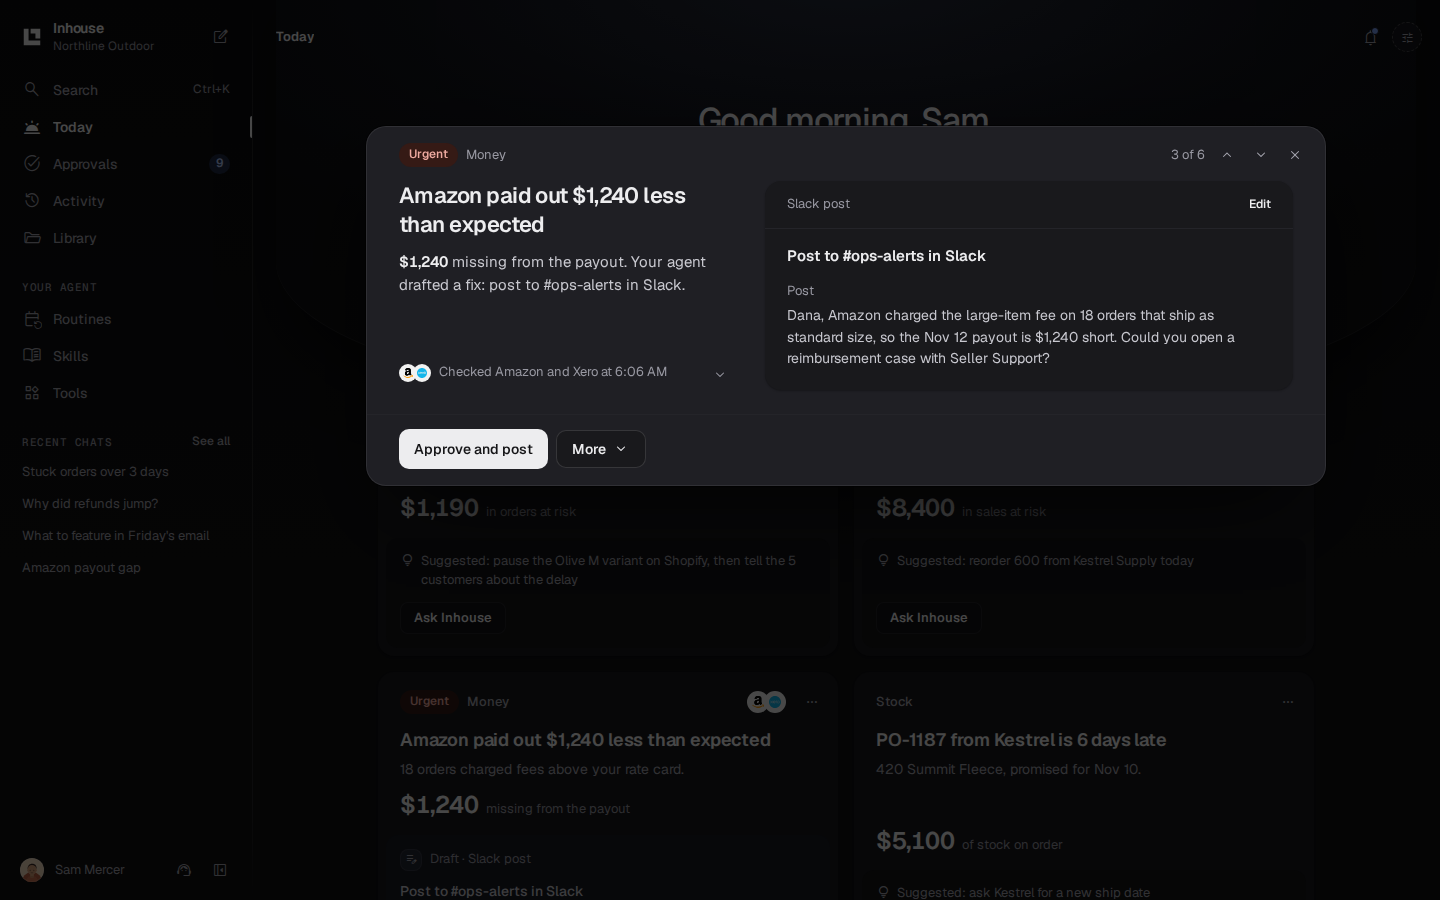 Inhouse
Northline Outdoor
Search Ctrl+K
Today
Approvals 9
Activity
Library
YOUR AGENT
Routines
Skills
Tools
RECENT CHATS See all
Stuck orders over 3 days
Why did refunds jump?
What to feature in Friday's email
Amazon payout gap
Sam Mercer
Today
Good morning, Sam
Urgent Money
3 of 6
Amazon paid out $1,240 less
than expected
$1,240 missing from the payout. Your agent
drafted a fix: post to #ops-alerts in Slack.
Checked Amazon and Xero at 6:06 AM
Slack post Edit
Post to #ops-alerts in Slack
Post
Dana, Amazon charged the large-item fee on 18 orders that ship as
standard size, so the Nov 12 payout is $1,240 short. Could you open a
reimbursement case with Seller Support?
Approve and post More
$1,190 in orders at risk
Suggested: pause the Olive M variant on Shopify, then tell the 5
customers about the delay
Ask Inhouse
$8,400 in sales at risk
Suggested: reorder 600 from Kestrel Supply today
Ask Inhouse
Urgent Money
Amazon paid out $1,240 less than expected
18 orders charged fees above your rate card.
$1,240 missing from the payout
Draft · Slack post
Post to #ops-alerts in Slack
Stock
PO-1187 from Kestrel is 6 days late
420 Summit Fleece, promised for Nov 10.
$5,100 of stock on order
Suggested: ask Kestrel for a new ship date